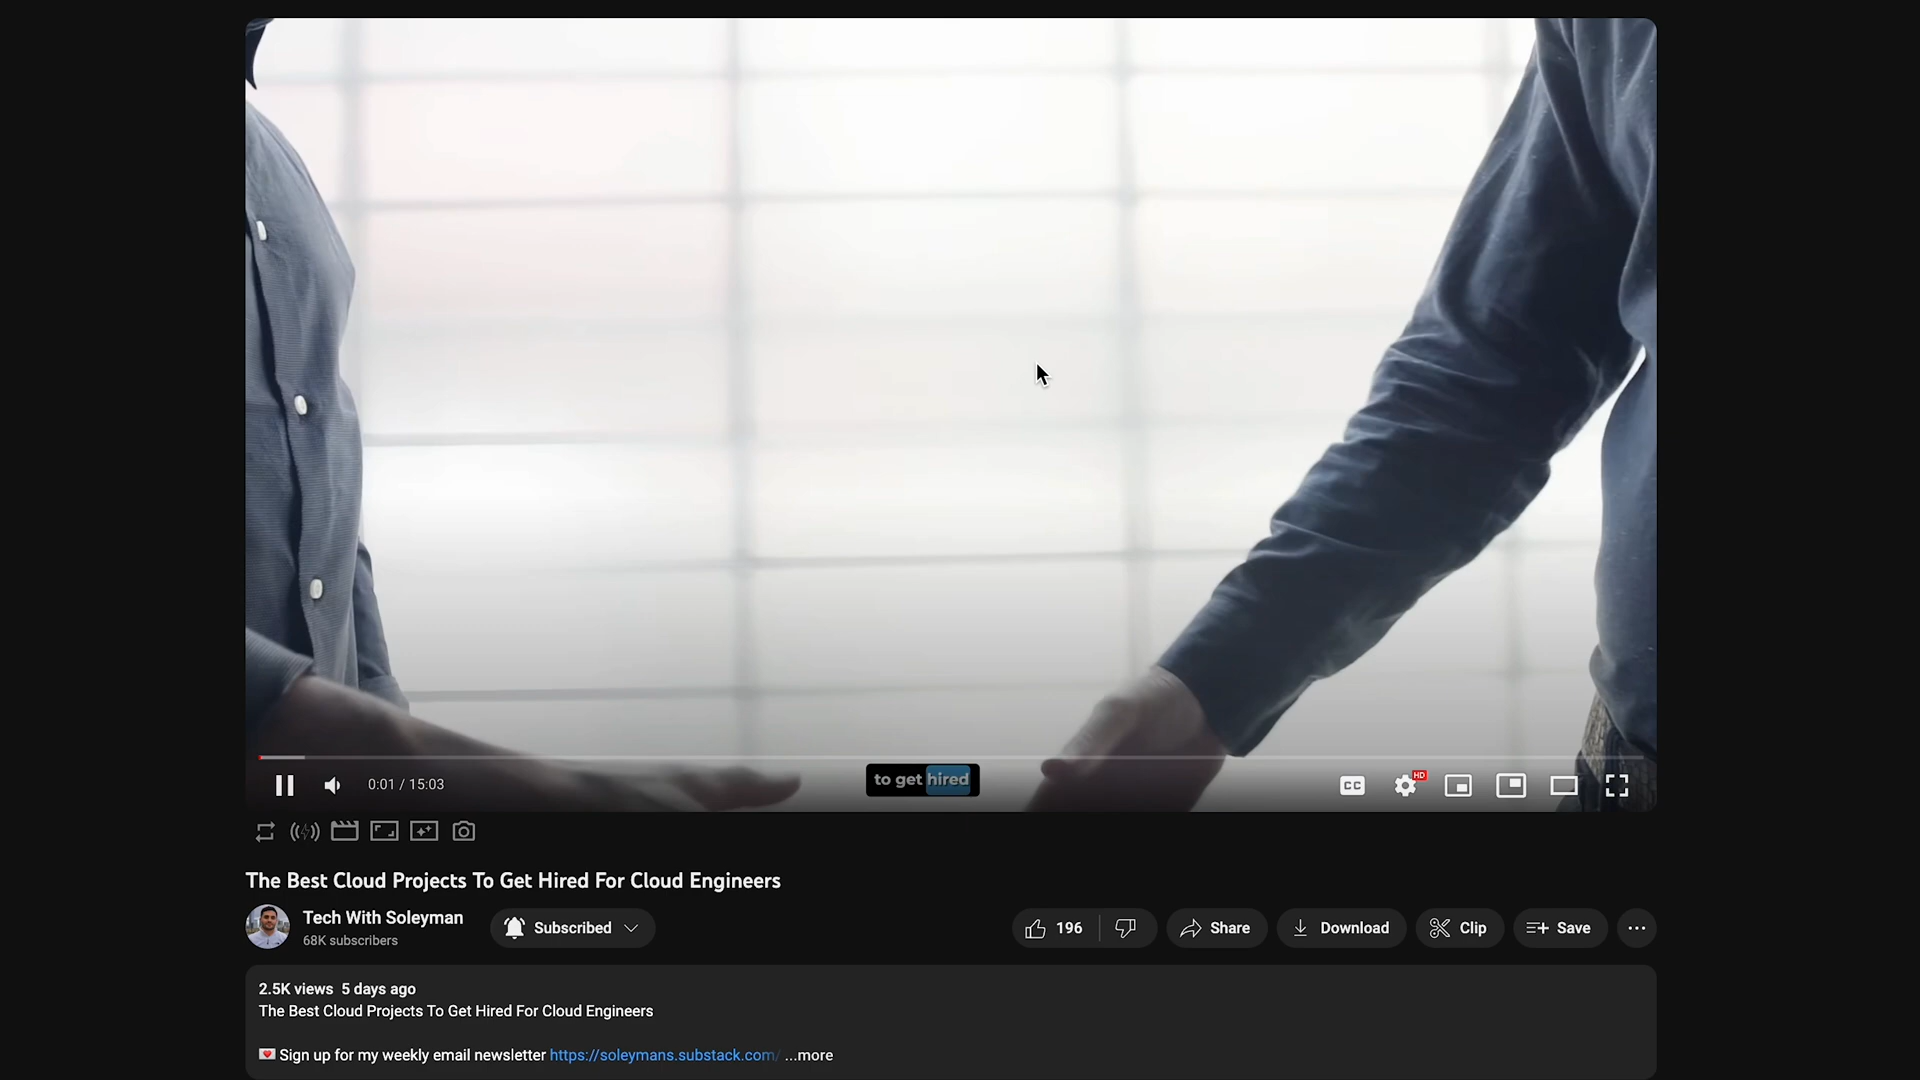 to get hired
0:01 / 15:03
CC
HD
The Best Cloud Projects To Get Hired For Cloud Engineers
Tech With Soleyman
68K subscribers
Subscribed
196
Share
Download
Clip
Save
2.5K views 5 days ago
The Best Cloud Projects To Get Hired For Cloud Engineers
💌 Sign up for my weekly email newsletter https://soleymans.substack.com/ ...more